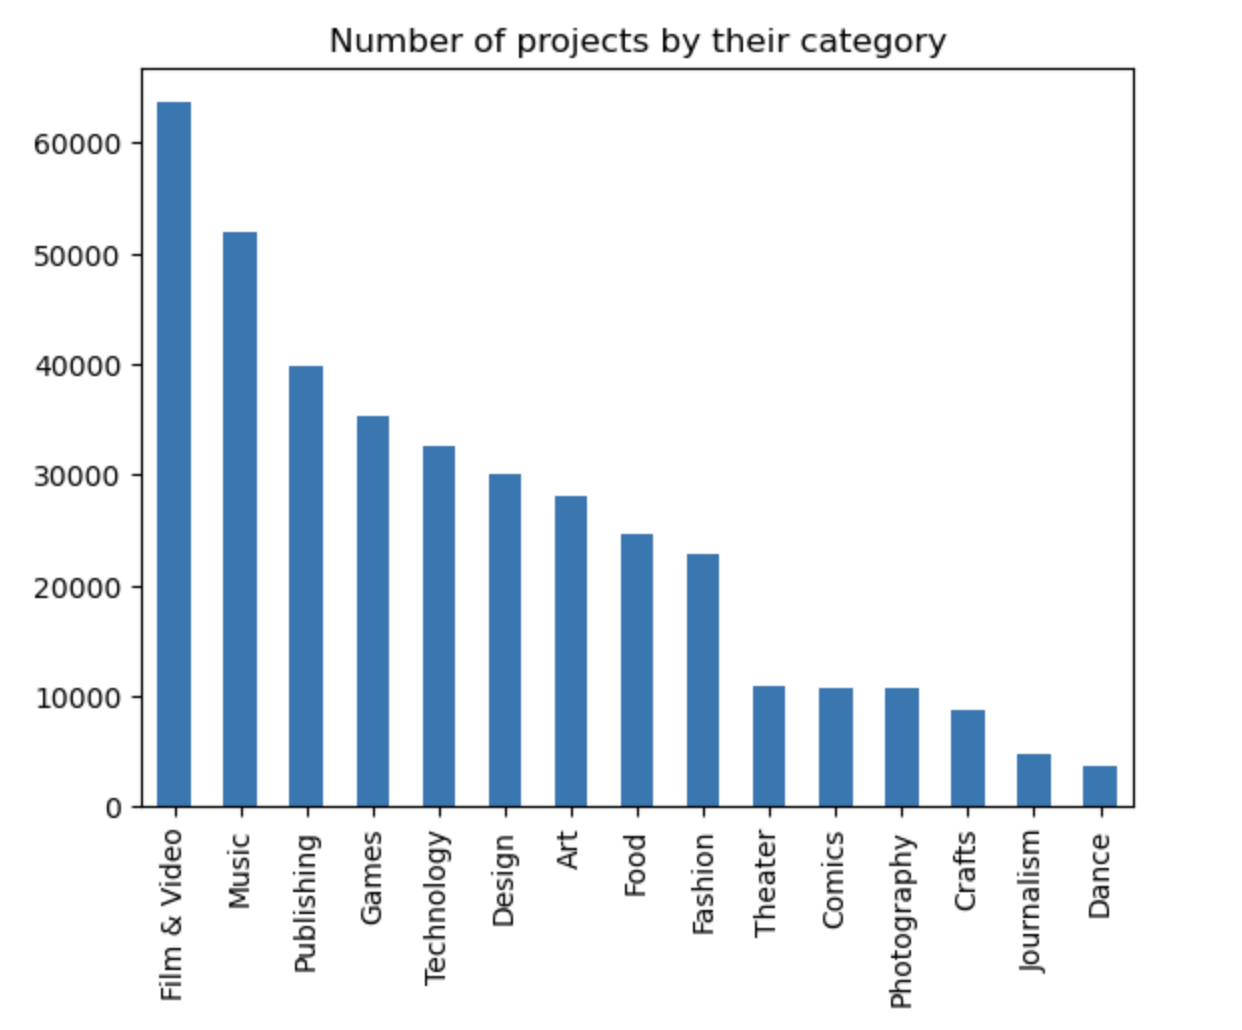 Number of projects by their category
60000
50000
40000
30000
20000
10000
0
Film & Video
Music
Publishing
Games
Technology
Design
Art
Food
Fashion
Theater
Comics
Photography
Crafts
Journalism
Dance